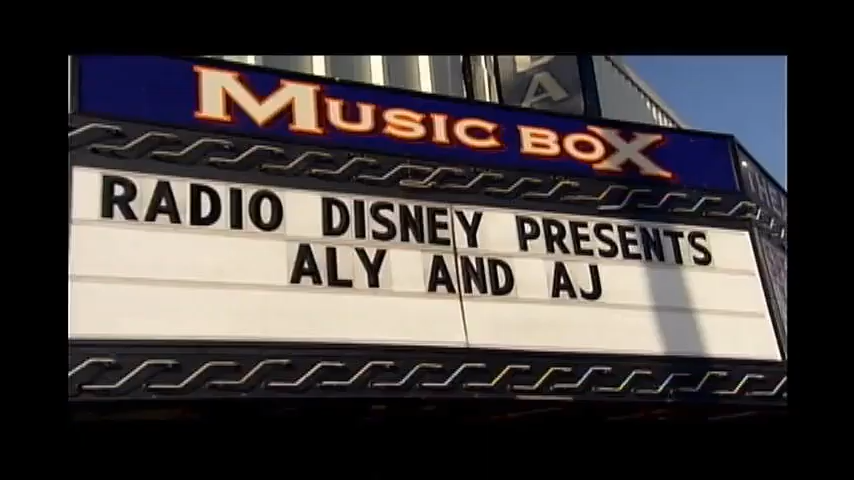 MUSIC BOX
RADIO DISNEY PRESENTS
ALY AND AJ